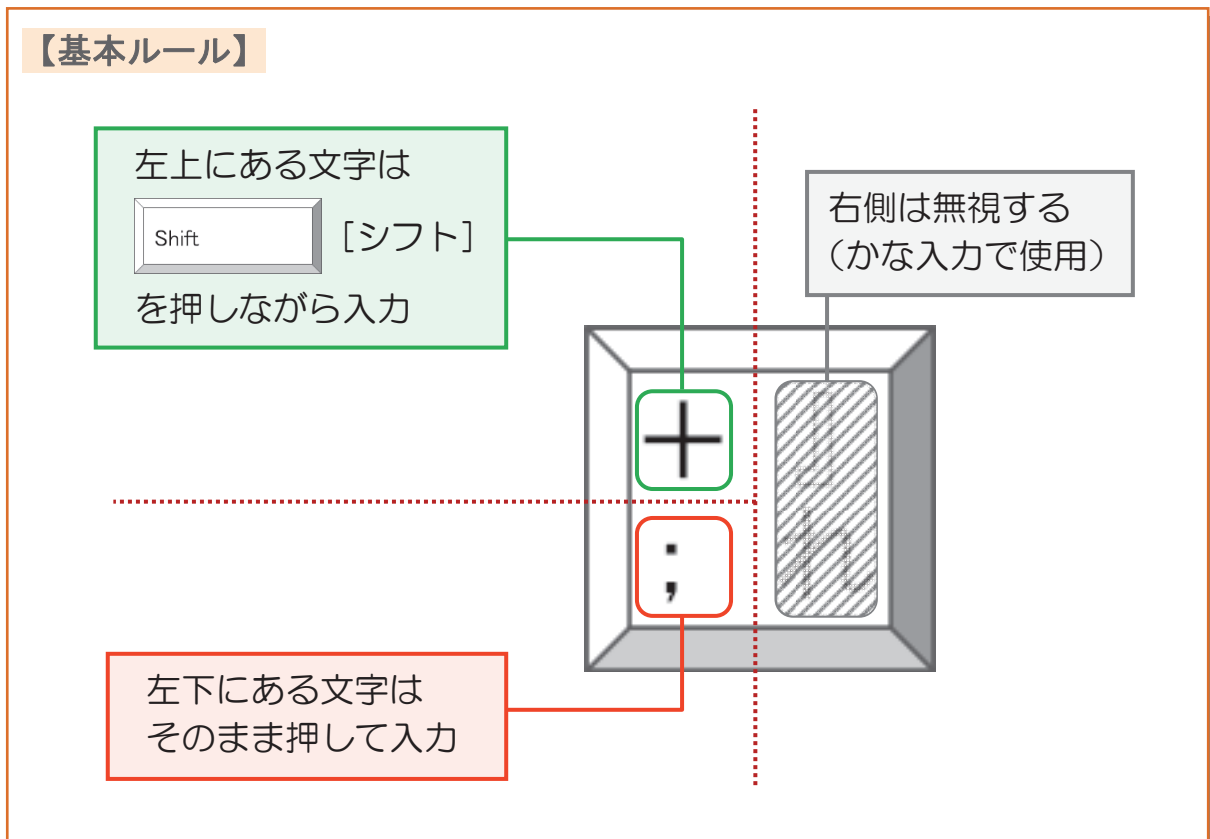 【基本ルール】
左上にある文字は
Shift [シフト]
を押しながら入力
右側は無視する
(かな入力で使用)
+
;
左下にある文字は
そのまま押して入力